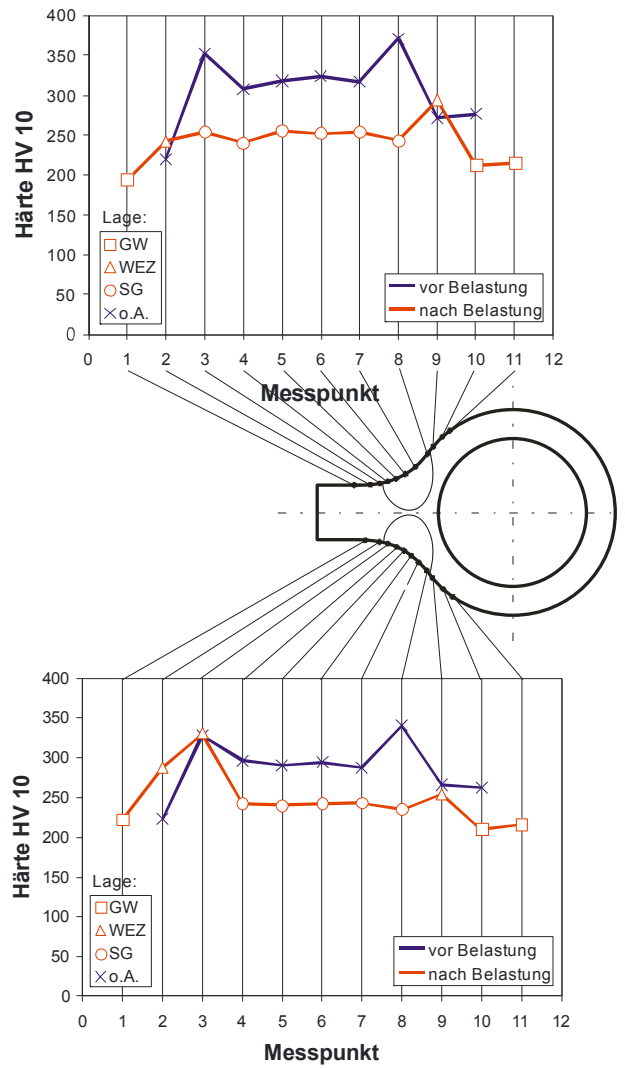 400
350
300
250
200
150
100
50
0
Härte HV 10
Lage:
GW
WEZ
SG
o.A.
vor Belastung
nach Belastung
0 1 2 3 4 5 6 7 8 9 10 11 12
Messpunkt
400
350
300
250
200
150
100
50
0
Härte HV 10
Lage:
GW
WEZ
SG
o.A.
vor Belastung
nach Belastung
0 1 2 3 4 5 6 7 8 9 10 11 12
Messpunkt